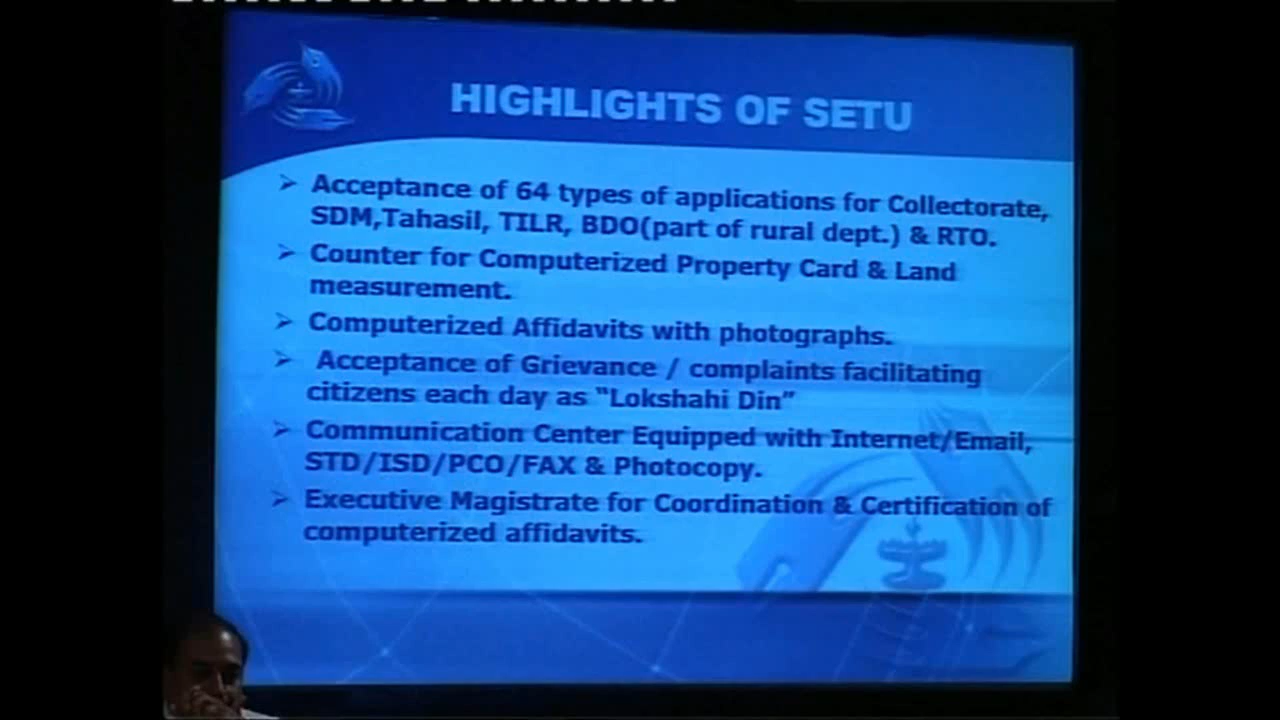 HIGHLIGHTS OF SETU
Acceptance of 64 types of applications for Collectorate,
SDM,Tahasil, TILR, BDO(part of rural dept.) & RTO.
Counter for Computerized Property Card & Land
measurement.
Computerized Affidavits with photographs.
Acceptance of Grievance / complaints facilitating
citizens each day as “Lokshahi Din”
Communication Center Equipped with Internet/Email,
STD/ISD/PCO/FAX & Photocopy.
Executive Magistrate for Coordination & Certification of
computerized affidavits.